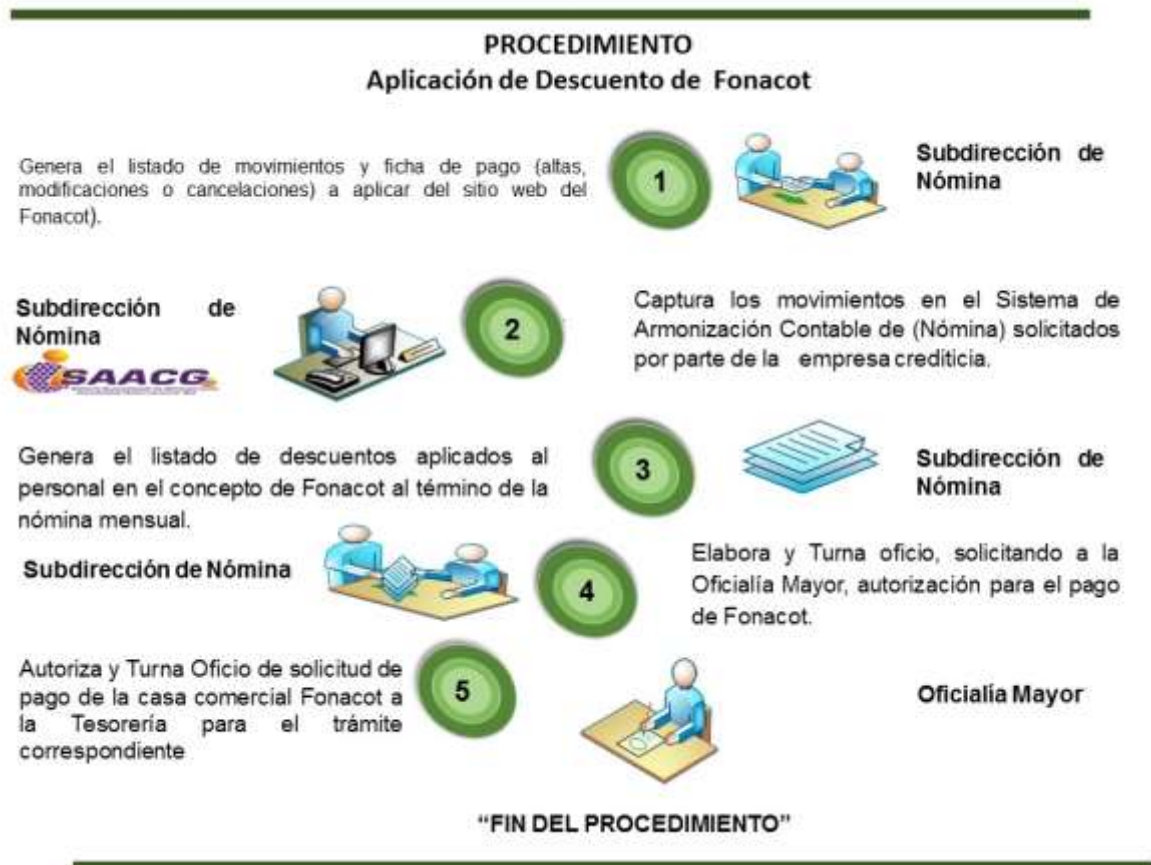 PROCEDIMIENTO
Aplicación de Descuento de Fonacot
Genera el listado de movimientos y ficha de pago (altas,
modificaciones o cancelaciones) a aplicar del sitio web del
Fonacot).
1
Subdirección de
Nómina
Subdirección de
Nómina
SAACG
2
Captura los movimientos en el Sistema de
Armonización Contable de (Nómina) solicitados
por parte de la empresa crediticia.
Genera el listado de descuentos aplicados al
personal en el concepto de Fonacot al término de la
nómina mensual.
3
Subdirección de
Nómina
Subdirección de Nómina
4
Elabora y Turna oficio, solicitando a la
Oficialía Mayor, autorización para el pago
de Fonacot.
Autoriza y Turna Oficio de solicitud de
pago de la casa comercial Fonacot a
la Tesorería para el trámite
correspondiente
5
Oficialía Mayor
“FIN DEL PROCEDIMIENTO”